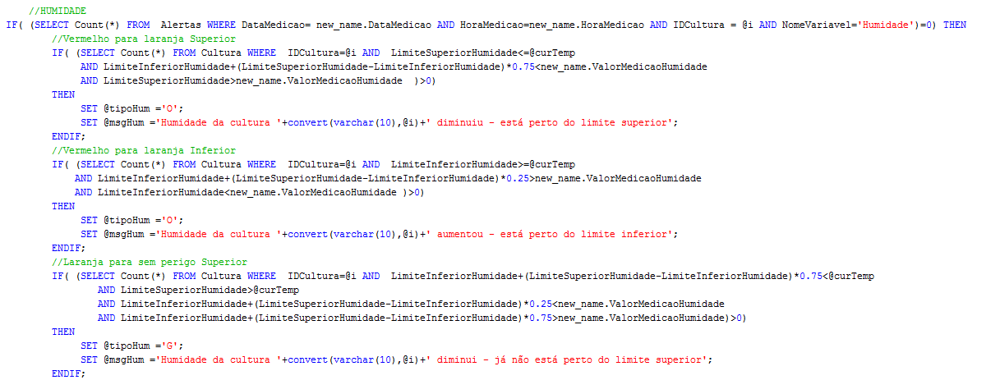 //HUMIDADE
IF( (SELECT Count(*) FROM  Alertas WHERE DataMedicao= new_name.DataMedicao AND HoraMedicao=new_name.HoraMedicao AND IDCultura = @i AND NomeVariavel='Humidade')=0) THEN
//Vermelho para laranja Superior
IF( (SELECT Count(*) FROM Cultura WHERE  IDCultura=@i AND  LimiteSuperiorHumidade<=@curTemp
AND LimiteInferiorHumidade+(LimiteSuperiorHumidade-LimiteInferiorHumidade)*0.75<new_name.ValorMedicaoHumidade
AND LimiteSuperiorHumidade>new_name.ValorMedicaoHumidade  )>0)
THEN
SET @tipoHum ='O';
SET @msgHum ='Humidade da cultura '+convert(varchar(10),@i)+' diminuiu - está perto do limite superior';
ENDIF;
//Vermelho para laranja Inferior
IF( (SELECT Count(*) FROM Cultura WHERE  IDCultura=@i AND  LimiteInferiorHumidade>=@curTemp
AND LimiteInferiorHumidade+(LimiteSuperiorHumidade-LimiteInferiorHumidade)*0.25>new_name.ValorMedicaoHumidade
AND LimiteInferiorHumidade<new_name.ValorMedicaoHumidade )>0)
THEN
SET @tipoHum ='O';
SET @msgHum ='Humidade da cultura '+convert(varchar(10),@i)+' aumentou - está perto do limite inferior';
ENDIF;
//Laranja para sem perigo Superior
IF( (SELECT Count(*) FROM Cultura WHERE  IDCultura=@i AND  LimiteInferiorHumidade+(LimiteSuperiorHumidade-LimiteInferiorHumidade)*0.75<@curTemp
AND LimiteSuperiorHumidade>@curTemp
AND LimiteInferiorHumidade+(LimiteSuperiorHumidade-LimiteInferiorHumidade)*0.25<new_name.ValorMedicaoHumidade
AND LimiteInferiorHumidade+(LimiteSuperiorHumidade-LimiteInferiorHumidade)*0.75>new_name.ValorMedicaoHumidade)>0)
THEN
SET @tipoHum ='G';
SET @msgHum ='Humidade da cultura '+convert(varchar(10),@i)+' diminui - já não está perto do limite superior';
ENDIF;